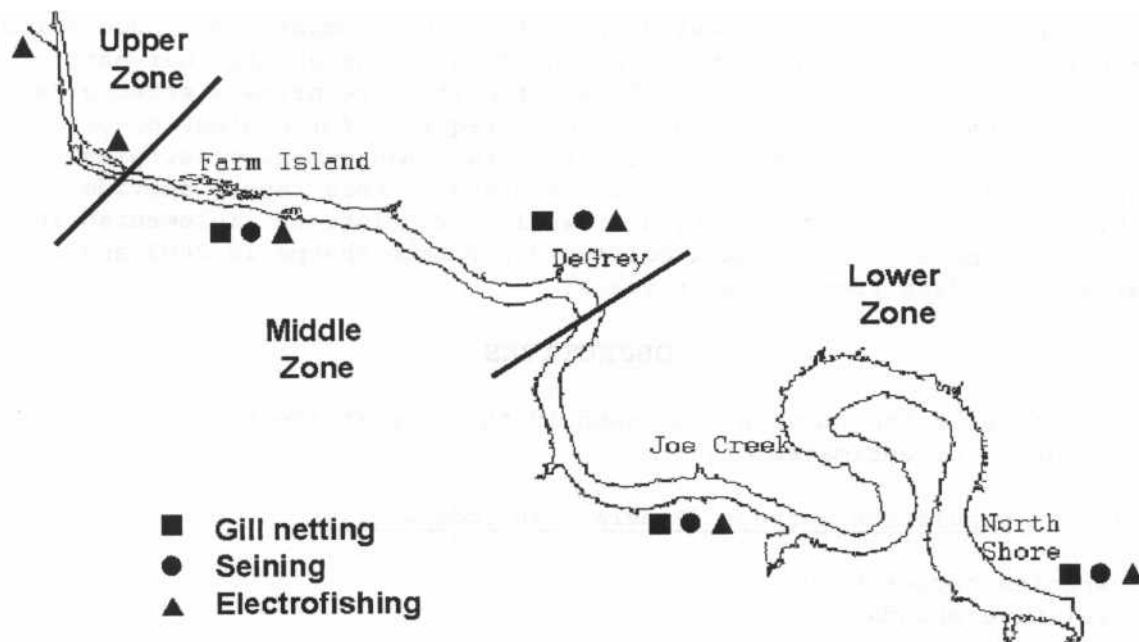 Upper
Zone
Farm Island
DeGrey
Lower
Zone
Middle
Zone
Joe Creek
North
Shore
Gill netting
Seining
Electrofishing